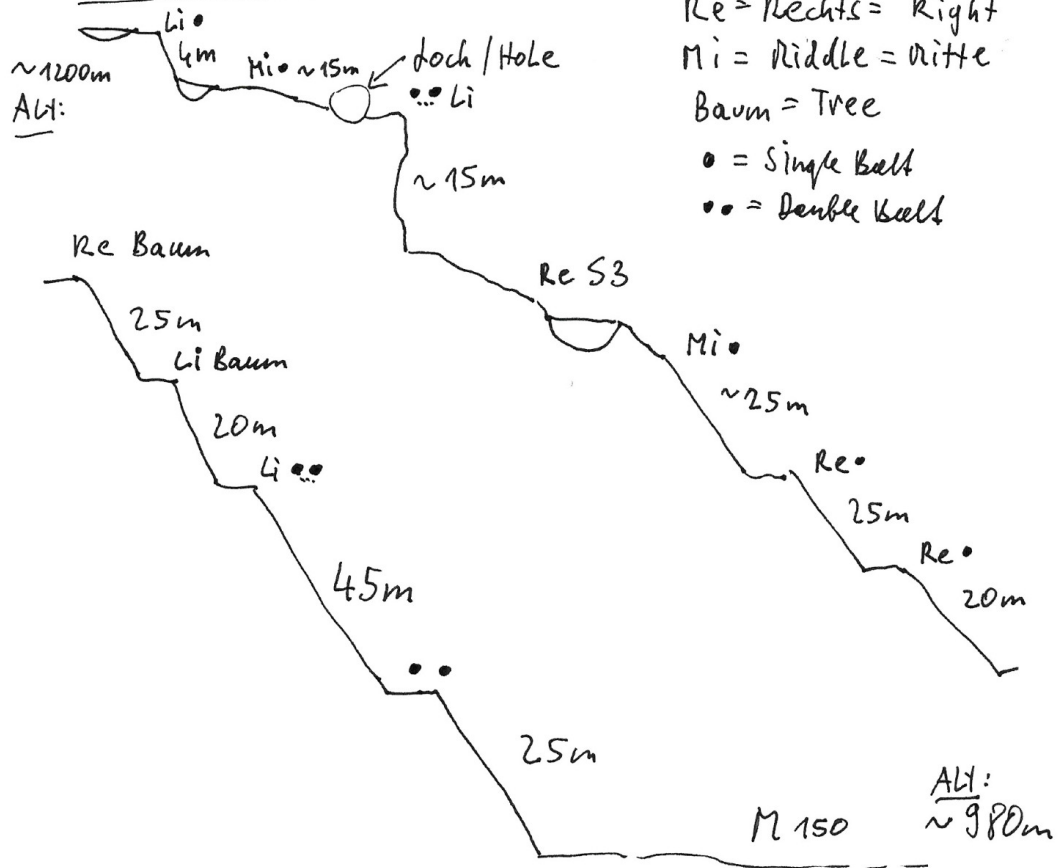 Re = Rechts = Right
Mi = Middle = Mitte
Baum = Tree
• = Single Bolt
•• = Double Bolt
Li •
4m
~1200m
ALT:
Mi • ~15m
Loch / Hole
•• Li
~15m
Re S3
Mi •
~25m
Re •
25m
Re •
20m
Re Baum
25m
Li Baum
20m
Li ••
45m
••
25m
M 150
ALT:
~980m